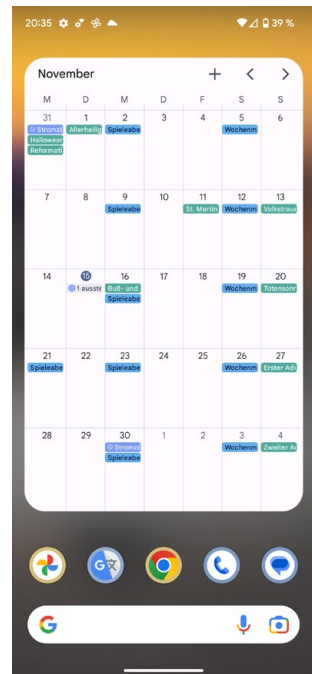 20:35 39 %
November
M D M D F S S
31 1 2 3 4 5 6
Stromz Allerheilig Spieleabe Wochenm
Halloween
Reformati
7 8 9 10 11 12 13
Spieleabe St. Martin Wochenm Volkstrau
14 15 16 17 18 19 20
1 ausste Buß- und Wochenm Totensonn
Spieleabe
21 22 23 24 25 26 27
Spieleabe Spieleabe Wochenm Erster Adv
28 29 30 1 2 3 4
Stromzä Wochenm Zweiter A
Spieleabe
G